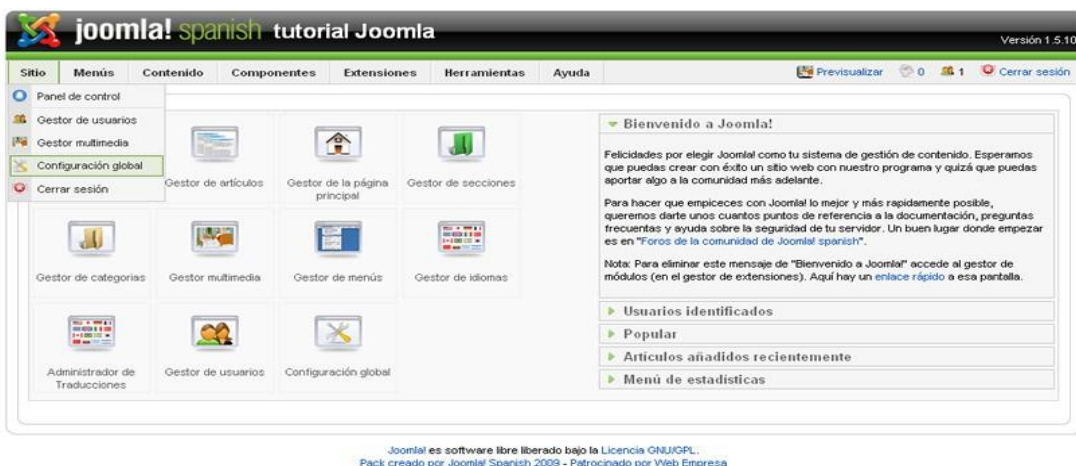 joomla! spanish tutorial Joomla
Versión 1.5.10
Sitio Menús Contenido Componentes Extensiones Herramientas Ayuda Previsualizar 0 1 Cerrar sesión
Panel de control
Gestor de usuarios
Gestor multimedia
Configuración global
Cerrar sesión
Gestor de artículos
Gestor de la página
principal
Gestor de secciones
Gestor de categorías
Gestor multimedia
Gestor de menús
Gestor de idiomas
Administrador de
Traducciones
Gestor de usuarios
Configuración global
Bienvenido a Joomla!
Felicidades por elegir Joomla! como tu sistema de gestión de contenido. Esperamos
que puedas crear con éxito un sitio web con nuestro programa y quizá que puedas
aportar algo a la comunidad más adelante.
Para hacer que empiceces con Joomla! lo mejor y más rapidamente posible,
queremos darte unos cuantos puntos de referencia a la documentación, preguntas
frecuentes y ayuda sobre la seguridad de tu servidor. Un buen lugar donde empezar
es en "Foros de la comunidad de Joomla! spanish".
Nota: Para eliminar este mensaje de "Bienvenido a Joomla!" accede al gestor de
módulos (en el gestor de extensiones). Aquí hay un enlace rápido a esa pantalla.
Usuarios identificados
Popular
Artículos añadidos recientemente
Menú de estadísticas
Joomla! es software libre liberado bajo la Licencia GNU/GPL.
Pack creado por Joomla! Spanish 2009 - Patrocinado por Web Empresa